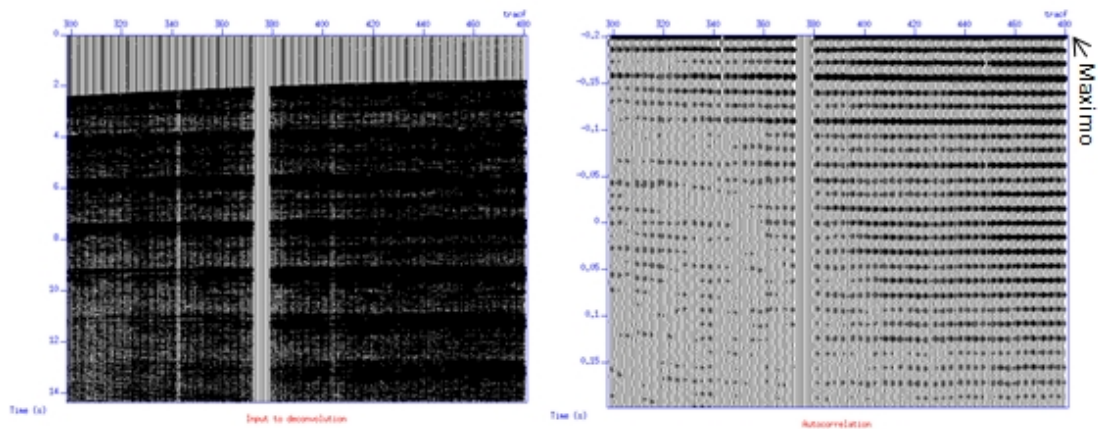 tracf
300 320 340 360 380 400 420 440 460 480
0
2
4
6
8
10
12
14
Time (s)
Input to deconvolution
tracf
300 320 340 360 380 400 420 440 460 480
-0.2
-0.15
-0.1
-0.05
0
0.05
0.1
0.15
Time (s)
Autocorrelation
Maximo